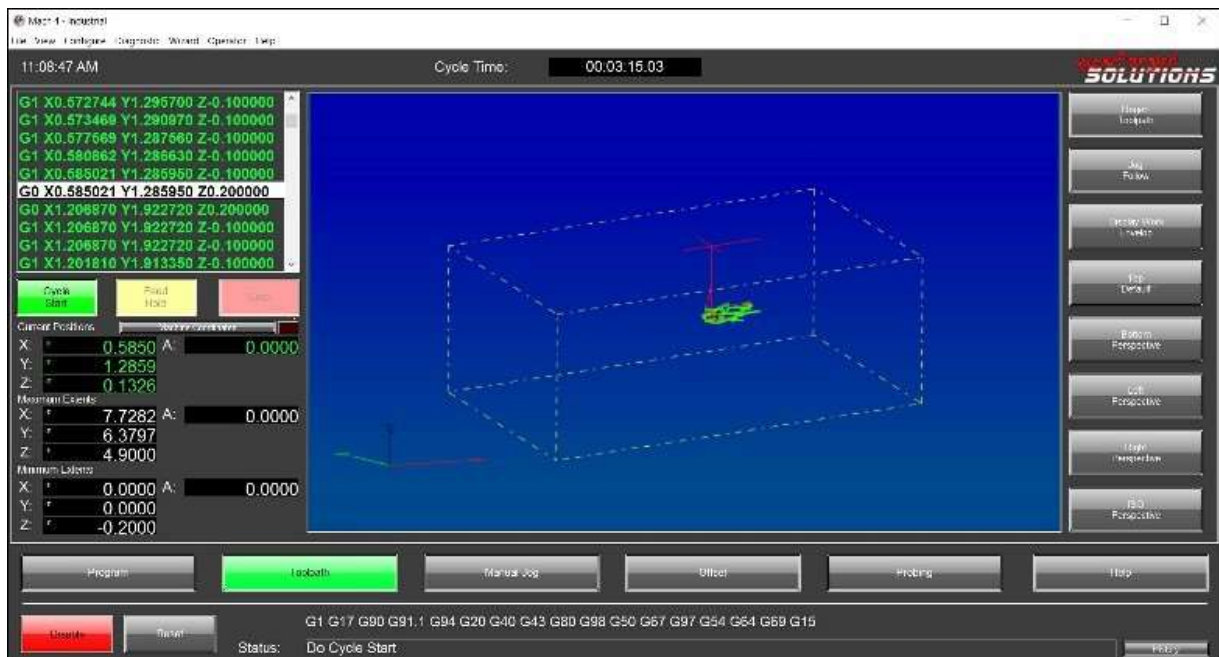 Mach 4 - Industrial
File View Configure Diagnostic Wizard Operator Help
11:08:47 AM
Cycle Time:
00:03:15.03
SOLUTIONS
G1 X0.572744 Y1.295700 Z-0.100000
G1 X0.573469 Y1.290970 Z-0.100000
G1 X0.577569 Y1.287560 Z-0.100000
G1 X0.580862 Y1.286630 Z-0.100000
G1 X0.585021 Y1.285950 Z-0.100000
G0 X0.585021 Y1.285950 Z0.200000
G0 X1.206870 Y1.922720 Z0.200000
G1 X1.206870 Y1.922720 Z-0.100000
G1 X1.206870 Y1.922720 Z-0.100000
G1 X1.201810 Y1.913350 Z-0.100000
Cycle
Start
Feed
Hold
Current Positions
Machine Coordinates
X: 0.5850 A: 0.0000
Y: 1.2859
Z: 0.1326
Maximum Extents
X: 7.7282 A: 0.0000
Y: 6.3797
Z: 4.9000
Minimum Extents
X: 0.0000 A: 0.0000
Y: 0.0000
Z: -0.2000
Toolpath
Jog
Follow
Display Work
Envelop
Top
Default
Bottom
Perspective
Left
Perspective
Right
Perspective
ISO
Perspective
Program
Toolpath
Manual Jog
Offset
Probing
Help
Disable
Reset
G1 G17 G90 G91.1 G94 G20 G40 G43 G80 G98 G50 G67 G97 G54 G64 G69 G15
Status:
Do Cycle Start